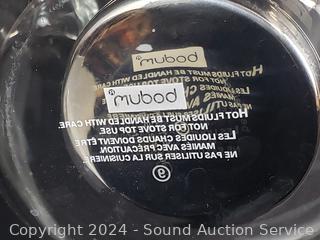 bodum
HOT FLUIDS MUST BE HANDLED WITH CARE.
NOT FOR STOVE TOP USE.
LES LIQUIDES CHAUDS DOIVENT ÊTRE
MANIÉS AVEC PRÉCAUTION.
NE PAS UTILISER SUR LA CUISINIERE.
9
Copyright 2024 - Sound Auction Service